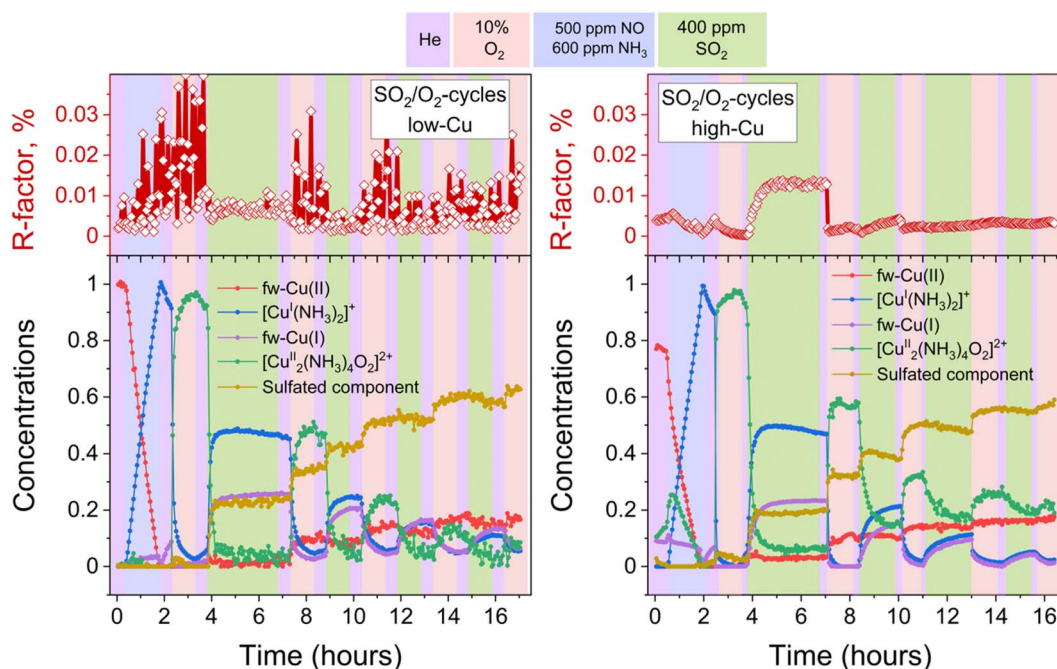 He
10%
O₂
500 ppm NO
600 ppm NH₃
400 ppm
SO₂
SO₂/O₂-cycles
low-Cu
R-factor, %
0.03
0.02
0.01
0
SO₂/O₂-cycles
high-Cu
R-factor, %
0.03
0.02
0.01
0
Concentrations
1
0.8
0.6
0.4
0.2
0
fw-Cu(II)
[Cuᴵ(NH₃)₂]⁺
fw-Cu(I)
[Cuᴵᴵ₂(NH₃)₄O₂]²⁺
Sulfated component
0 2 4 6 8 10 12 14 16
Time (hours)
Concentrations
1
0.8
0.6
0.4
0.2
0
fw-Cu(II)
[Cuᴵ(NH₃)₂]⁺
fw-Cu(I)
[Cuᴵᴵ₂(NH₃)₄O₂]²⁺
Sulfated component
0 2 4 6 8 10 12 14 16
Time (hours)